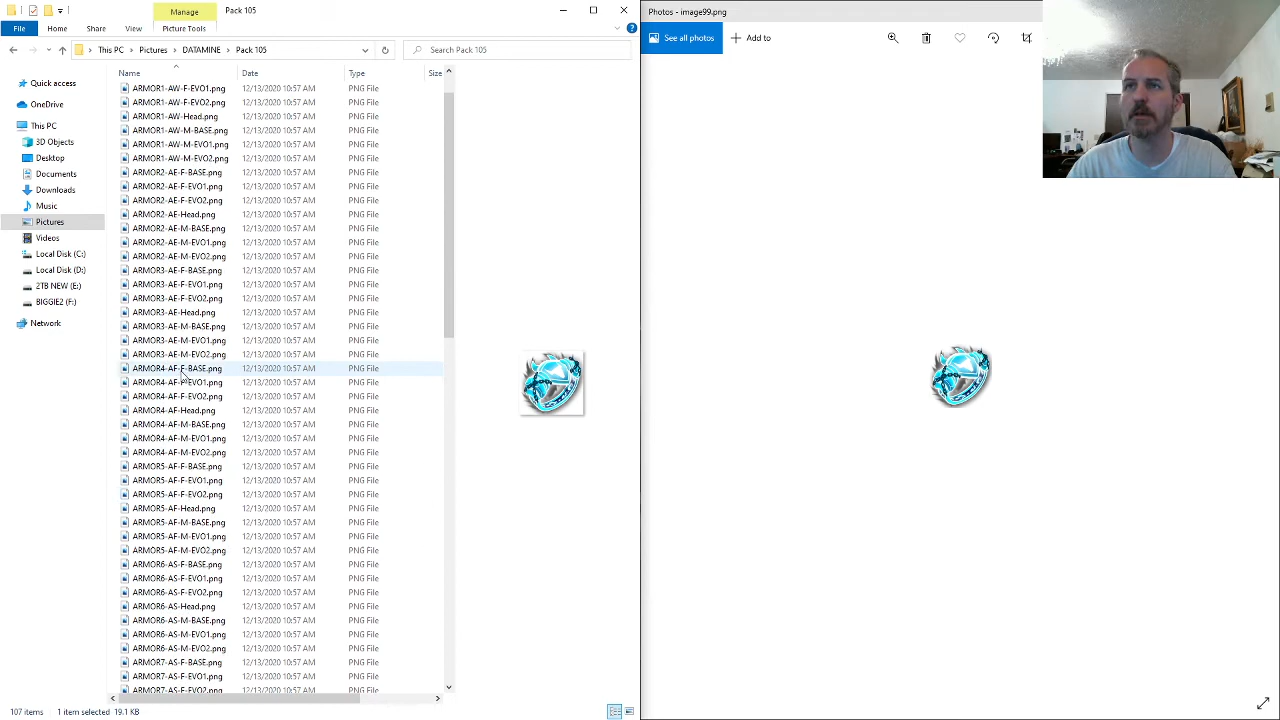 Manage
Pack 105
File
Home
Share
View
Picture Tools
This PC
Pictures
DATAMINE
Pack 105
Search Pack 105
Name
Date
Type
Size
Quick access
OneDrive
This PC
3D Objects
Desktop
Documents
Downloads
Music
Pictures
Videos
Local Disk (C:)
Local Disk (D:)
2TB NEW (E:)
BIGGIE2 (F:)
Network
ARMOR1-AW-F-EVO1.png 12/13/2020 10:57 AM PNG File
ARMOR1-AW-F-EVO2.png 12/13/2020 10:57 AM PNG File
ARMOR1-AW-Head.png 12/13/2020 10:57 AM PNG File
ARMOR1-AW-M-BASE.png 12/13/2020 10:57 AM PNG File
ARMOR1-AW-M-EVO1.png 12/13/2020 10:57 AM PNG File
ARMOR1-AW-M-EVO2.png 12/13/2020 10:57 AM PNG File
ARMOR2-AE-F-BASE.png 12/13/2020 10:57 AM PNG File
ARMOR2-AE-F-EVO1.png 12/13/2020 10:57 AM PNG File
ARMOR2-AE-F-EVO2.png 12/13/2020 10:57 AM PNG File
ARMOR2-AE-Head.png 12/13/2020 10:57 AM PNG File
ARMOR2-AE-M-BASE.png 12/13/2020 10:57 AM PNG File
ARMOR2-AE-M-EVO1.png 12/13/2020 10:57 AM PNG File
ARMOR2-AE-M-EVO2.png 12/13/2020 10:57 AM PNG File
ARMOR3-AE-F-BASE.png 12/13/2020 10:57 AM PNG File
ARMOR3-AE-F-EVO1.png 12/13/2020 10:57 AM PNG File
ARMOR3-AE-F-EVO2.png 12/13/2020 10:57 AM PNG File
ARMOR3-AE-Head.png 12/13/2020 10:57 AM PNG File
ARMOR3-AE-M-BASE.png 12/13/2020 10:57 AM PNG File
ARMOR3-AE-M-EVO1.png 12/13/2020 10:57 AM PNG File
ARMOR3-AE-M-EVO2.png 12/13/2020 10:57 AM PNG File
ARMOR4-AF-F-BASE.png 12/13/2020 10:57 AM PNG File
ARMOR4-AF-F-EVO1.png 12/13/2020 10:57 AM PNG File
ARMOR4-AF-F-EVO2.png 12/13/2020 10:57 AM PNG File
ARMOR4-AF-Head.png 12/13/2020 10:57 AM PNG File
ARMOR4-AF-M-BASE.png 12/13/2020 10:57 AM PNG File
ARMOR4-AF-M-EVO1.png 12/13/2020 10:57 AM PNG File
ARMOR4-AF-M-EVO2.png 12/13/2020 10:57 AM PNG File
ARMOR5-AF-F-BASE.png 12/13/2020 10:57 AM PNG File
ARMOR5-AF-F-EVO1.png 12/13/2020 10:57 AM PNG File
ARMOR5-AF-F-EVO2.png 12/13/2020 10:57 AM PNG File
ARMOR5-AF-Head.png 12/13/2020 10:57 AM PNG File
ARMOR5-AF-M-BASE.png 12/13/2020 10:57 AM PNG File
ARMOR5-AF-M-EVO1.png 12/13/2020 10:57 AM PNG File
ARMOR5-AF-M-EVO2.png 12/13/2020 10:57 AM PNG File
ARMOR6-AS-F-BASE.png 12/13/2020 10:57 AM PNG File
ARMOR6-AS-F-EVO1.png 12/13/2020 10:57 AM PNG File
ARMOR6-AS-F-EVO2.png 12/13/2020 10:57 AM PNG File
ARMOR6-AS-Head.png 12/13/2020 10:57 AM PNG File
ARMOR6-AS-M-BASE.png 12/13/2020 10:57 AM PNG File
ARMOR6-AS-M-EVO1.png 12/13/2020 10:57 AM PNG File
ARMOR6-AS-M-EVO2.png 12/13/2020 10:57 AM PNG File
ARMOR7-AS-F-BASE.png 12/13/2020 10:57 AM PNG File
ARMOR7-AS-F-EVO1.png 12/13/2020 10:57 AM PNG File
ARMOR7-AS-F-EVO2.png 12/13/2020 10:57 AM PNG File
107 items
1 item selected 19.1 KB
Photos - image99.png
See all photos
Add to